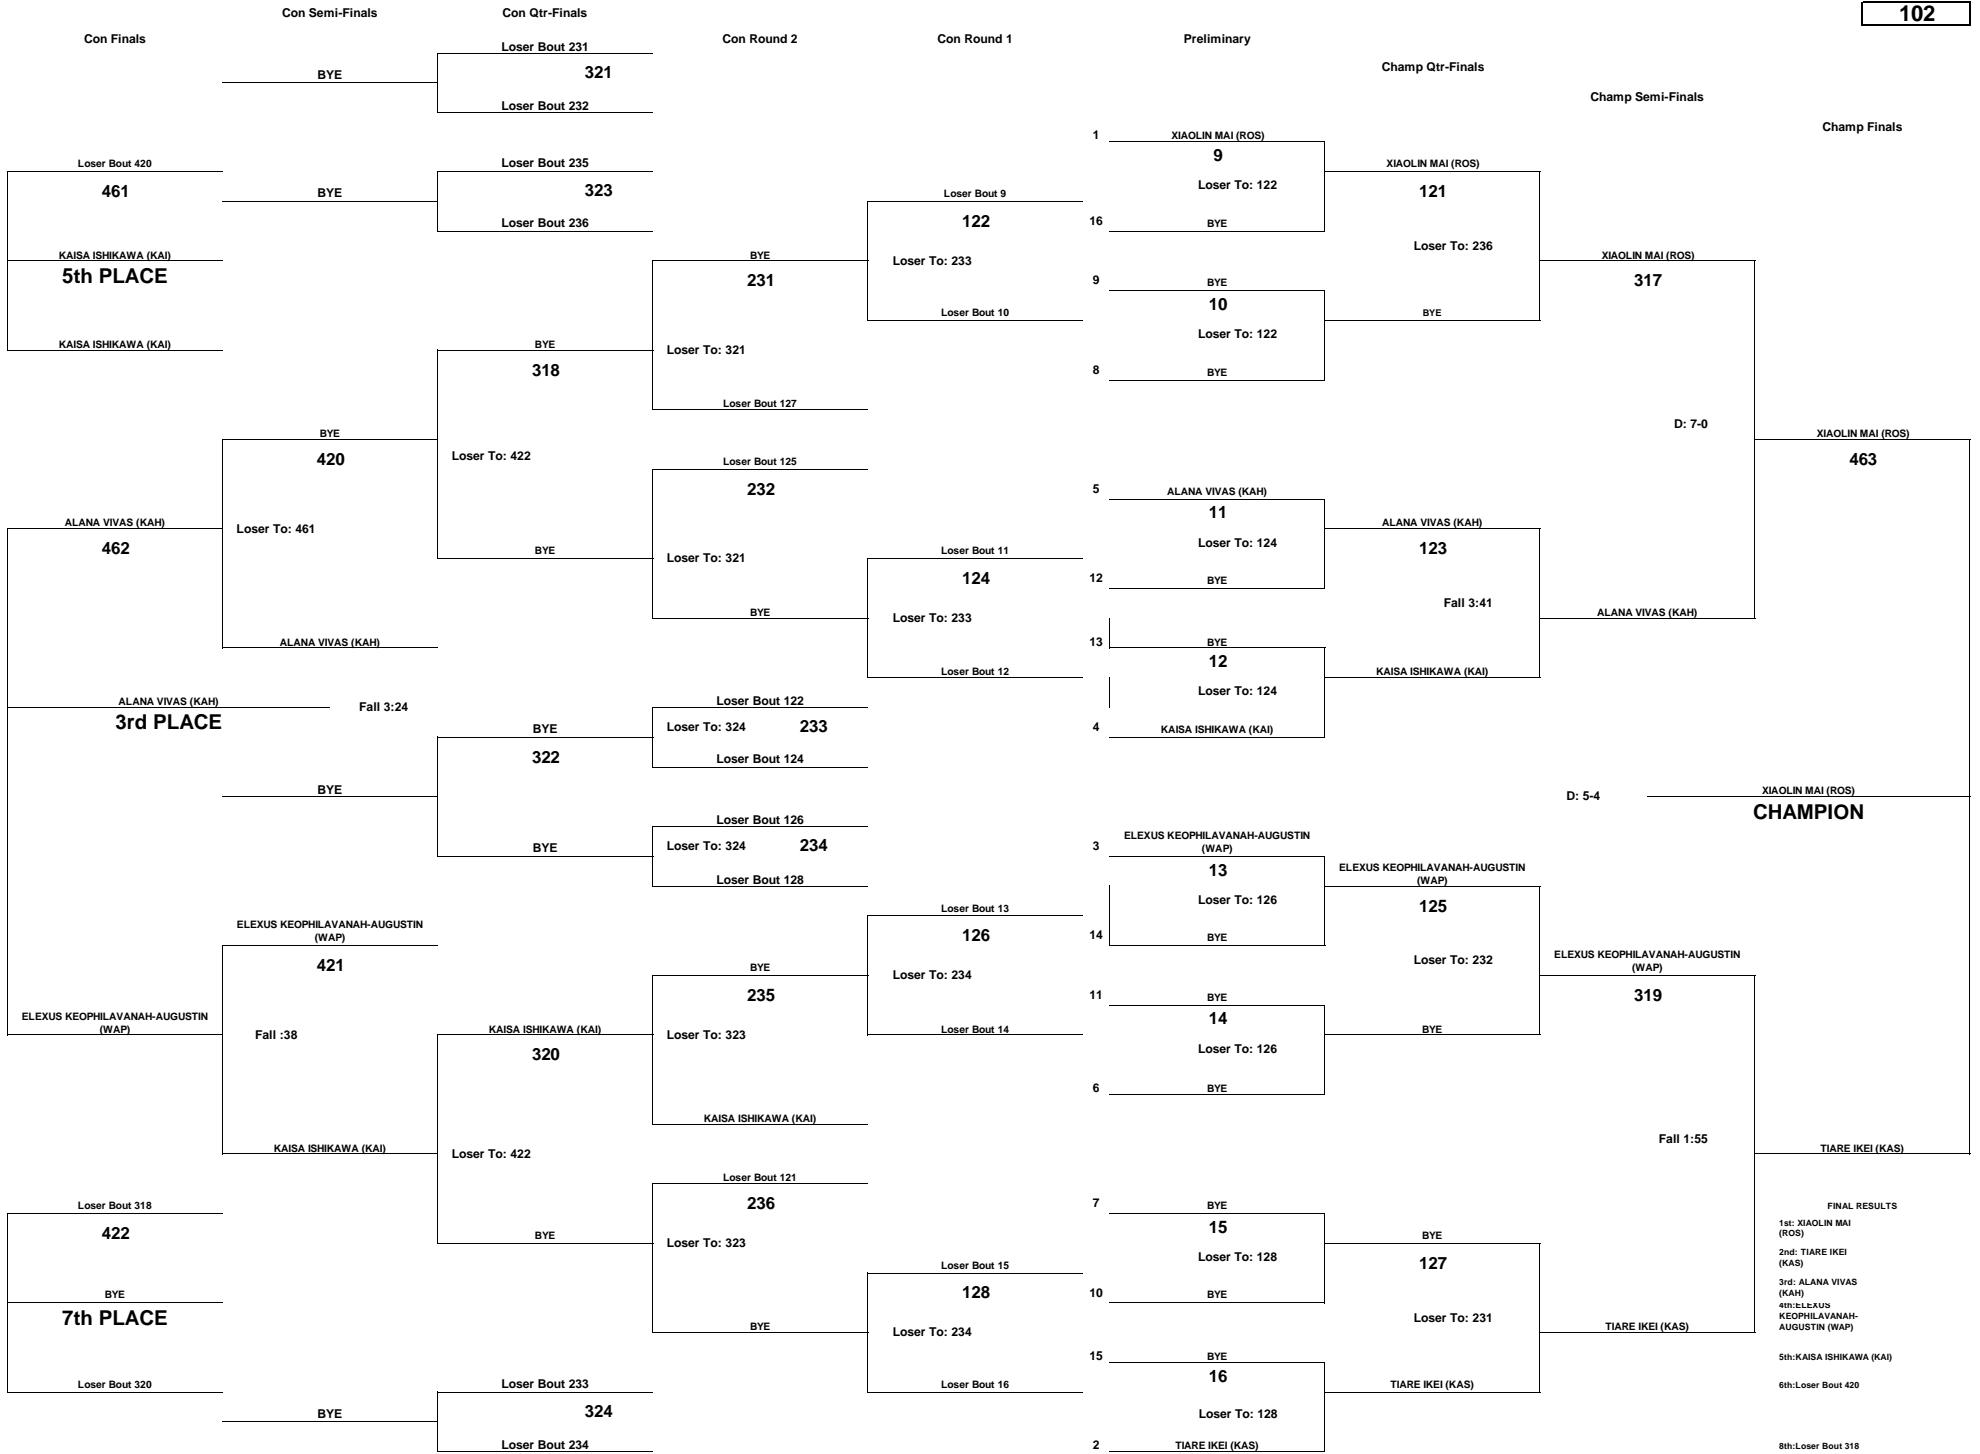 102
Con Semi-Finals
Con Qtr-Finals
Con Finals
Con Round 2
Con Round 1
Preliminary
Champ Qtr-Finals
Champ Semi-Finals
Champ Finals
Loser Bout 231
BYE
321
Loser Bout 232
Loser Bout 420
461
KAISA ISHIKAWA (KAI)
5th PLACE
KAISA ISHIKAWA (KAI)
BYE
Loser Bout 235
323
Loser Bout 236
BYE
420
Loser To: 461
ALANA VIVAS (KAH)
ALANA VIVAS (KAH)
462
ALANA VIVAS (KAH)
Fall 3:24
3rd PLACE
BYE
318
Loser To: 422
BYE
BYE
231
Loser To: 321
Loser Bout 127
Loser Bout 125
232
Loser To: 321
BYE
Loser Bout 9
122
Loser To: 233
Loser Bout 10
Loser Bout 11
124
Loser To: 233
Loser Bout 12
BYE
322
BYE
BYE
Loser Bout 122
Loser To: 324
233
Loser Bout 124
Loser Bout 126
Loser To: 324
234
Loser Bout 128
ELEXUS KEOPHILAVANAH-AUGUSTIN
(WAP)
421
Fall :38
KAISA ISHIKAWA (KAI)
ELEXUS KEOPHILAVANAH-AUGUSTIN
(WAP)
KAISA ISHIKAWA (KAI)
320
Loser To: 422
BYE
BYE
235
Loser To: 323
KAISA ISHIKAWA (KAI)
Loser Bout 121
236
Loser To: 323
BYE
Loser Bout 13
126
Loser To: 234
Loser Bout 14
Loser Bout 15
128
Loser To: 234
Loser Bout 16
Loser Bout 318
422
BYE
7th PLACE
Loser Bout 320
BYE
Loser Bout 233
324
Loser Bout 234
1
XIAOLIN MAI (ROS)
9
Loser To: 122
16
BYE
9
BYE
10
Loser To: 122
8
BYE
5
ALANA VIVAS (KAH)
11
Loser To: 124
12
BYE
13
BYE
12
Loser To: 124
4
KAISA ISHIKAWA (KAI)
3
ELEXUS KEOPHILAVANAH-AUGUSTIN
(WAP)
13
Loser To: 126
14
BYE
11
BYE
14
Loser To: 126
6
BYE
7
BYE
15
Loser To: 128
10
BYE
15
BYE
16
Loser To: 128
2
TIARE IKEI (KAS)
XIAOLIN MAI (ROS)
121
Loser To: 236
BYE
ALANA VIVAS (KAH)
123
Fall 3:41
KAISA ISHIKAWA (KAI)
ELEXUS KEOPHILAVANAH-AUGUSTIN
(WAP)
125
Loser To: 232
BYE
BYE
127
Loser To: 231
TIARE IKEI (KAS)
XIAOLIN MAI (ROS)
317
D: 7-0
ALANA VIVAS (KAH)
ELEXUS KEOPHILAVANAH-AUGUSTIN
(WAP)
319
Fall 1:55
TIARE IKEI (KAS)
XIAOLIN MAI (ROS)
463
D: 5-4
XIAOLIN MAI (ROS)
CHAMPION
TIARE IKEI (KAS)
FINAL RESULTS
1st: XIAOLIN MAI
(ROS)
2nd: TIARE IKEI
(KAS)
3rd: ALANA VIVAS
(KAH)
4th:ELEXUS
KEOPHILAVANAH-
AUGUSTIN (WAP)
5th:KAISA ISHIKAWA (KAI)
6th:Loser Bout 420
8th:Loser Bout 318